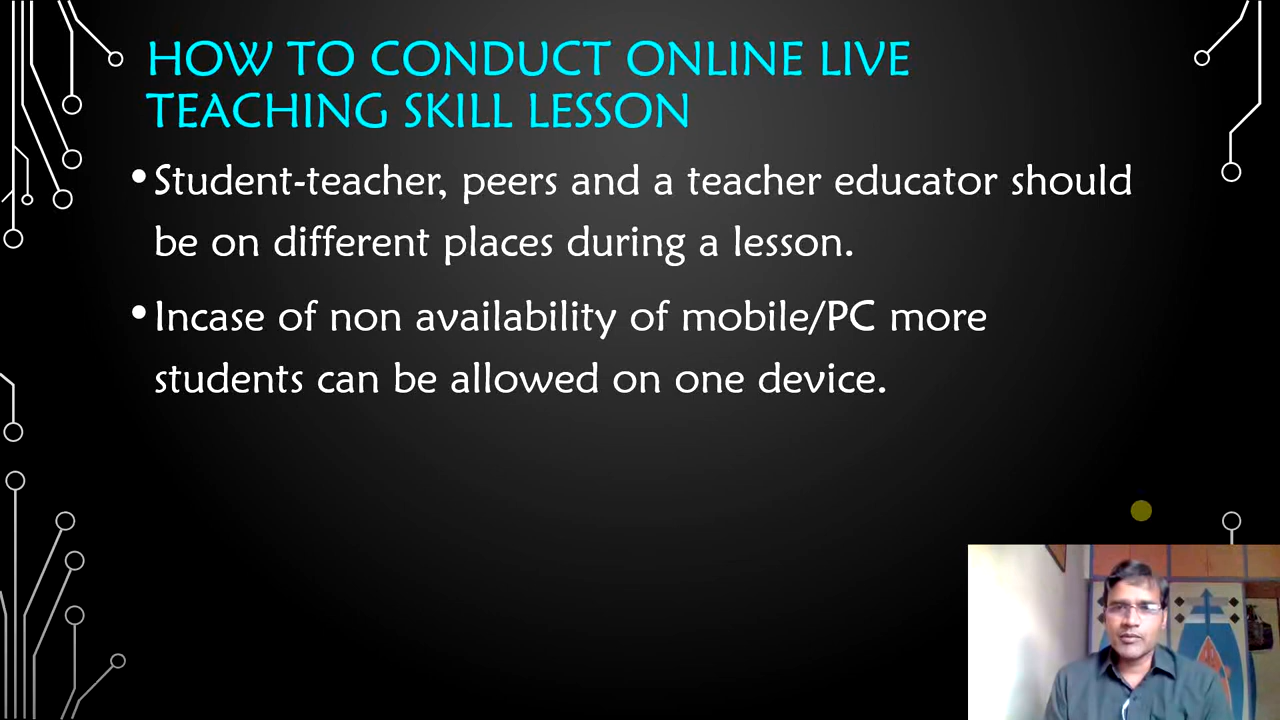 HOW TO CONDUCT ONLINE LIVE
TEACHING SKILL LESSON
•Student-teacher, peers and a teacher educator should
be on different places during a lesson.
•Incase of non availability of mobile/PC more
students can be allowed on one device.